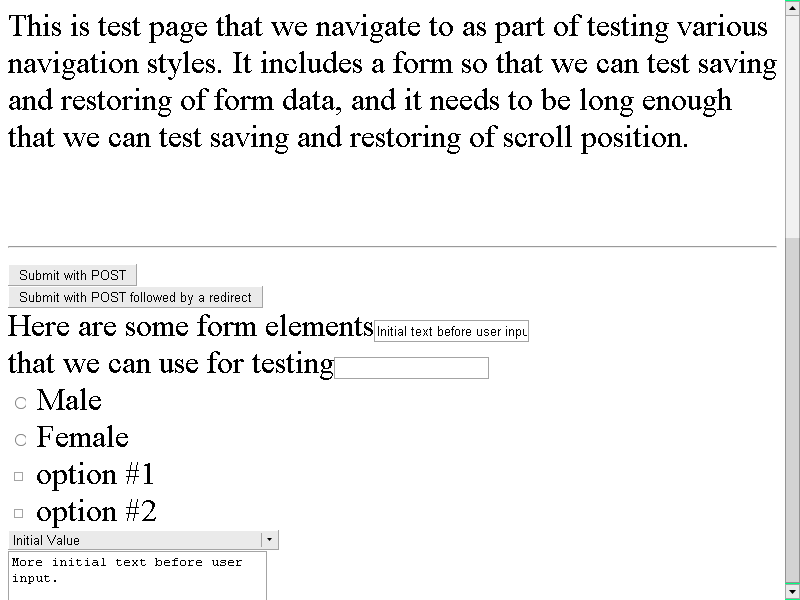 This is test page that we navigate to as part of testing various
navigation styles. It includes a form so that we can test saving
and restoring of form data, and it needs to be long enough
that we can test saving and restoring of scroll position.
Submit with POST
Submit with POST followed by a redirect
Here are some form elements Initial text before user inpu
that we can use for testing
Male
Female
option #1
option #2
Initial Value
More initial text before user
input.